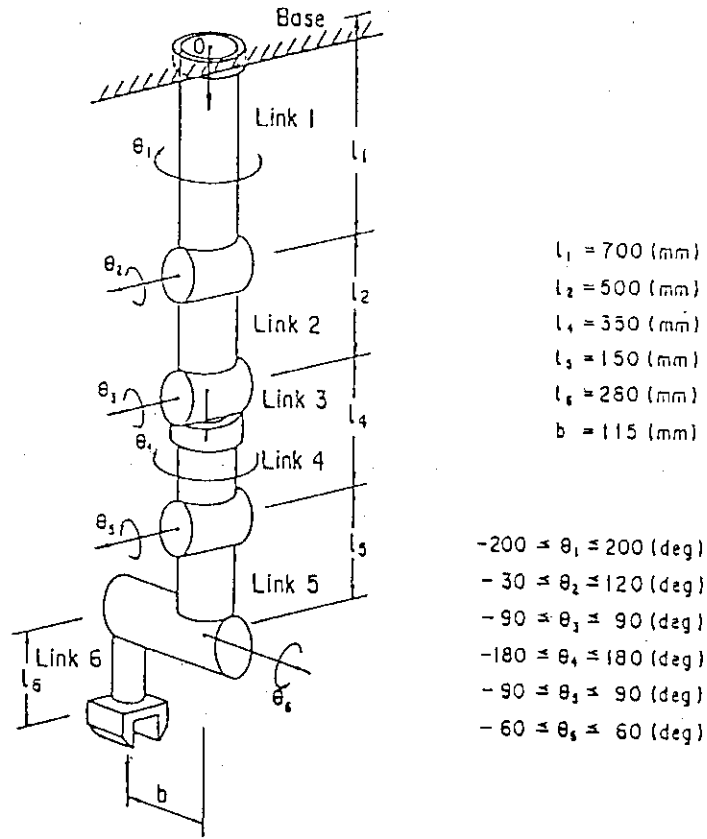 Base
O
Link 1
θ₁
l₁
θ₂
l₂
Link 2
θ₃
Link 3
l₄
θ₄
Link 4
θ₅
l₅
Link 5
Link 6
l₆
θ₆
b
l₁ = 700 (mm)
l₂ = 500 (mm)
l₄ = 350 (mm)
l₅ = 150 (mm)
l₆ = 280 (mm)
b = 115 (mm)
-200 ≤ θ₁ ≤ 200 (deg)
- 30 ≤ θ₂ ≤ 120 (deg)
- 90 ≤ θ₃ ≤ 90 (deg)
-180 ≤ θ₄ ≤ 180 (deg)
- 90 ≤ θ₅ ≤ 90 (deg)
- 60 ≤ θ₆ ≤ 60 (deg)